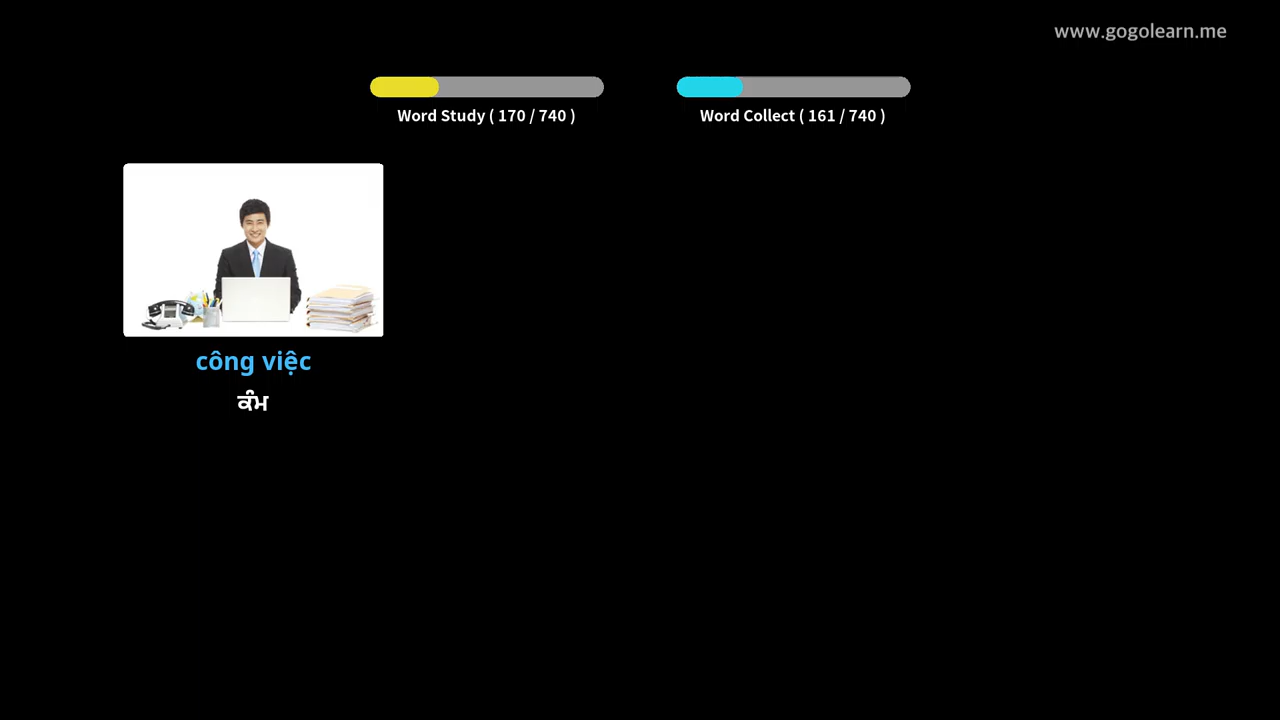 www.gogolearn.me
Word Study ( 170 / 740 )
Word Collect ( 161 / 740 )
công việc
ਕੰਮ